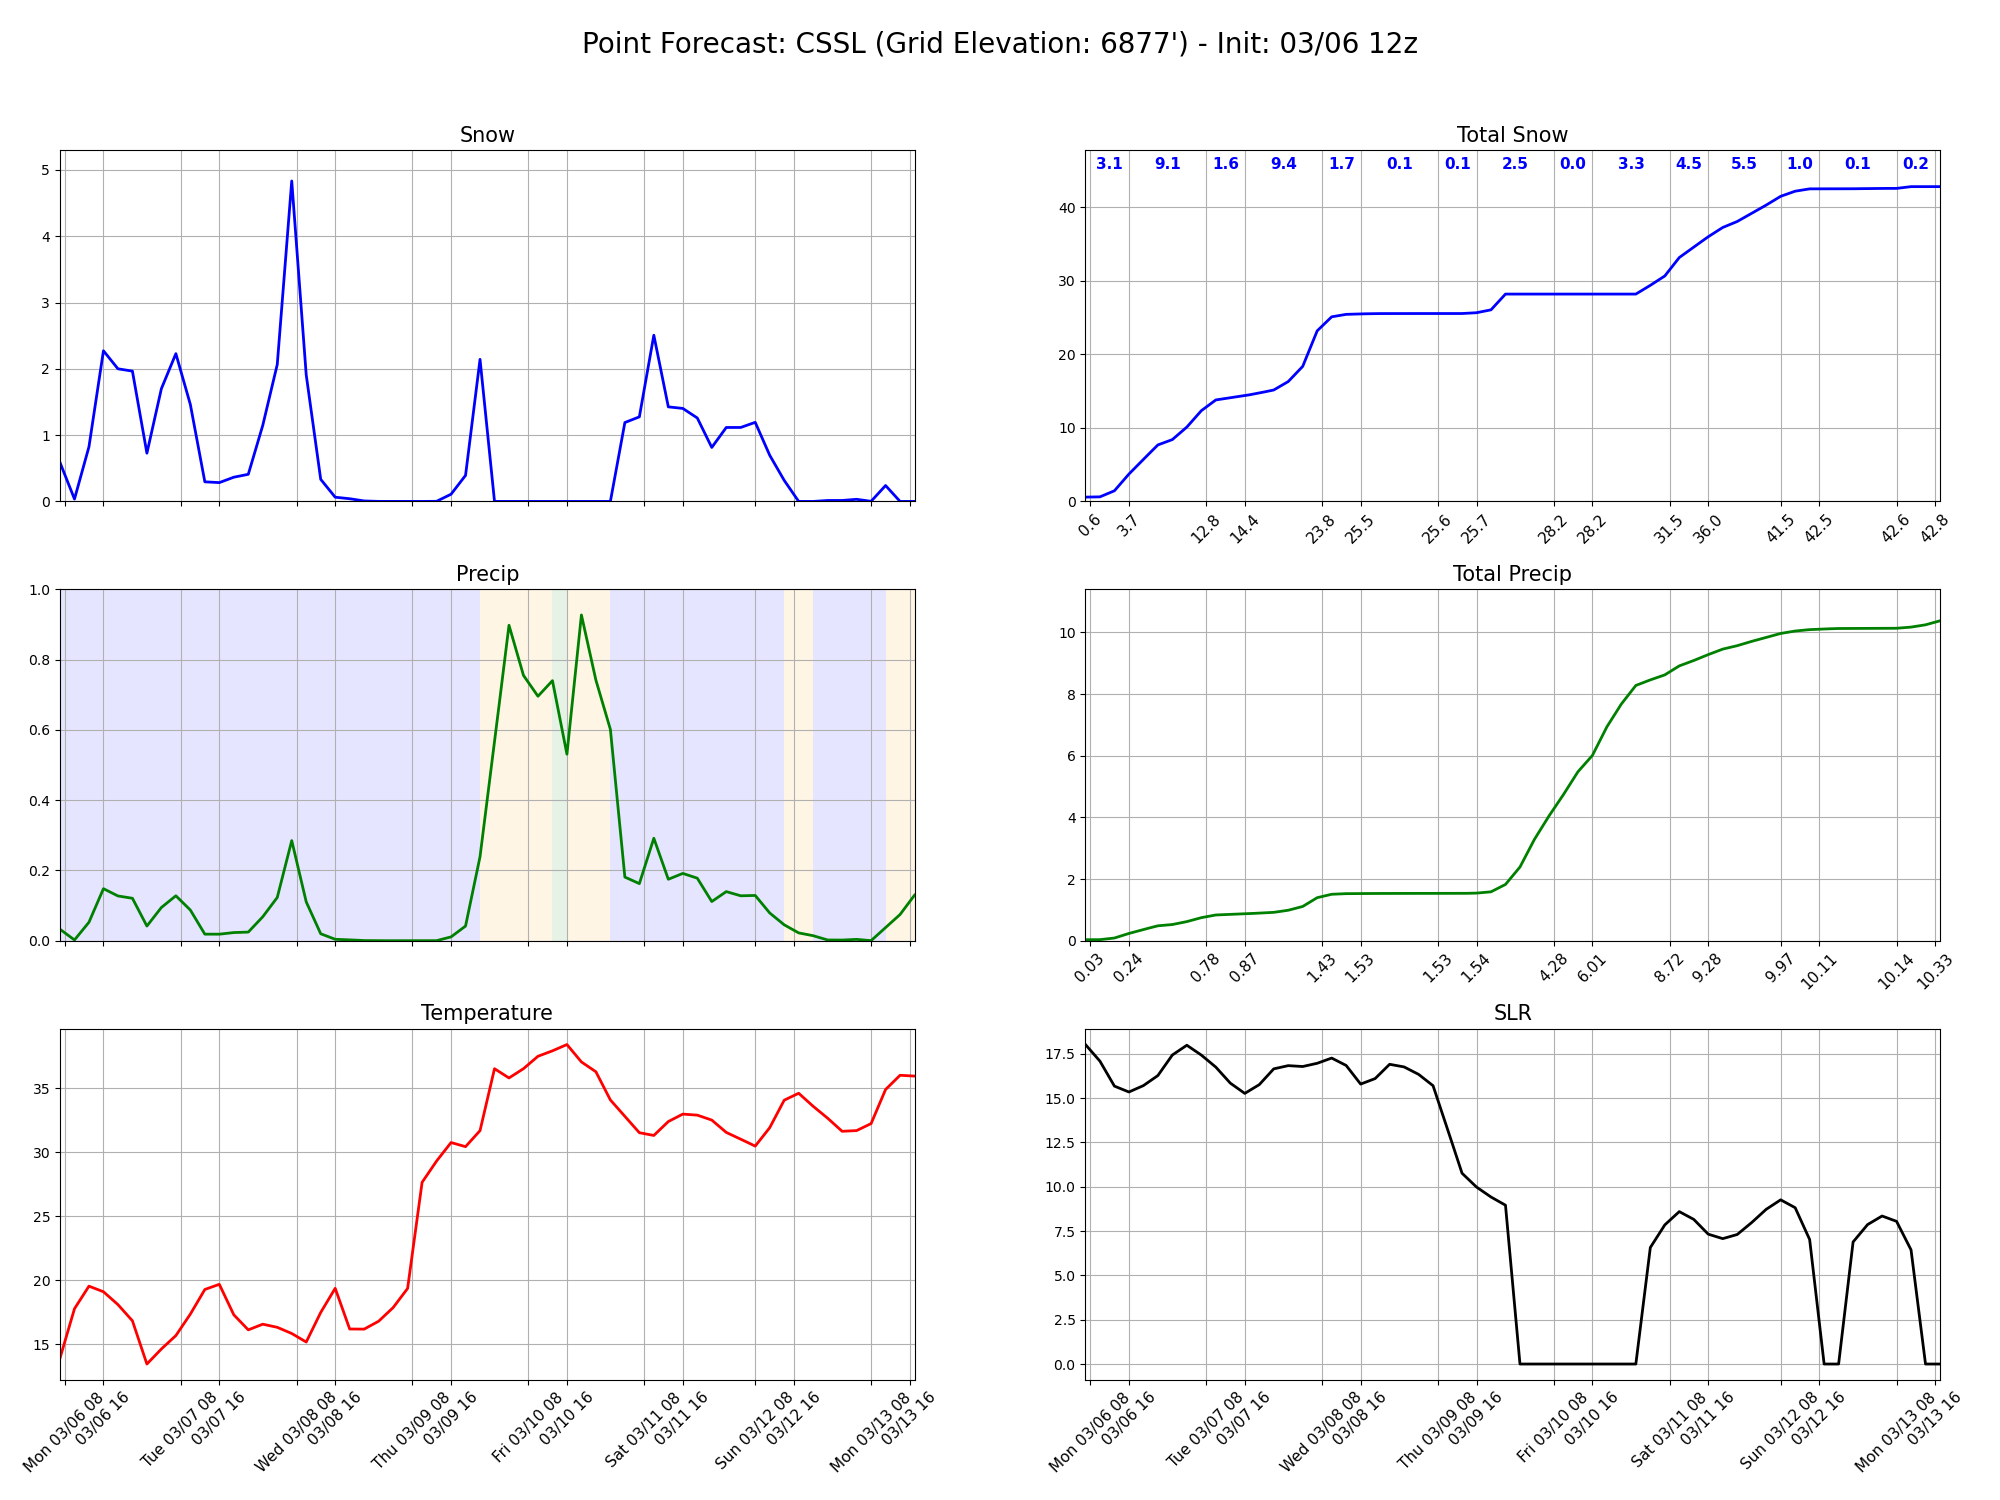 Point Forecast: CSSL (Grid Elevation: 6877') - Init: 03/06 12z
Snow
5
4
3
2
1
0
Total Snow
3.1 9.1 1.6 9.4 1.7 0.1 0.1 2.5 0.0 3.3 4.5 5.5 1.0 0.1 0.2
40
30
20
10
0
0.6 3.7 12.8 14.4 23.8 25.5 25.6 25.7 28.2 28.2 31.5 36.0 41.5 42.5 42.6 42.8
Precip
1.0
0.8
0.6
0.4
0.2
0.0
Total Precip
10
8
6
4
2
0
0.03 0.24 0.78 0.87 1.43 1.53 1.53 1.54 4.28 6.01 8.72 9.28 9.97 10.11 10.14 10.33
Temperature
35
30
25
20
15
Mon 03/06 08
03/06 16
Tue 03/07 08
03/07 16
Wed 03/08 08
03/08 16
Thu 03/09 08
03/09 16
Fri 03/10 08
03/10 16
Sat 03/11 08
03/11 16
Sun 03/12 08
03/12 16
Mon 03/13 08
03/13 16
SLR
17.5
15.0
12.5
10.0
7.5
5.0
2.5
0.0
Mon 03/06 08
03/06 16
Tue 03/07 08
03/07 16
Wed 03/08 08
03/08 16
Thu 03/09 08
03/09 16
Fri 03/10 08
03/10 16
Sat 03/11 08
03/11 16
Sun 03/12 08
03/12 16
Mon 03/13 08
03/13 16